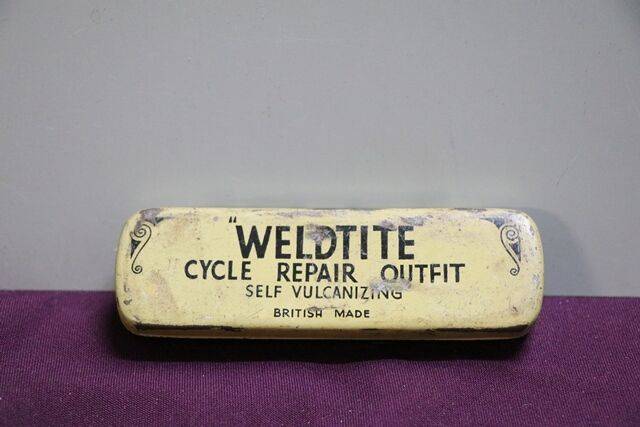 "WELDTITE
CYCLE REPAIR OUTFIT
SELF VULCANIZING
BRITISH MADE